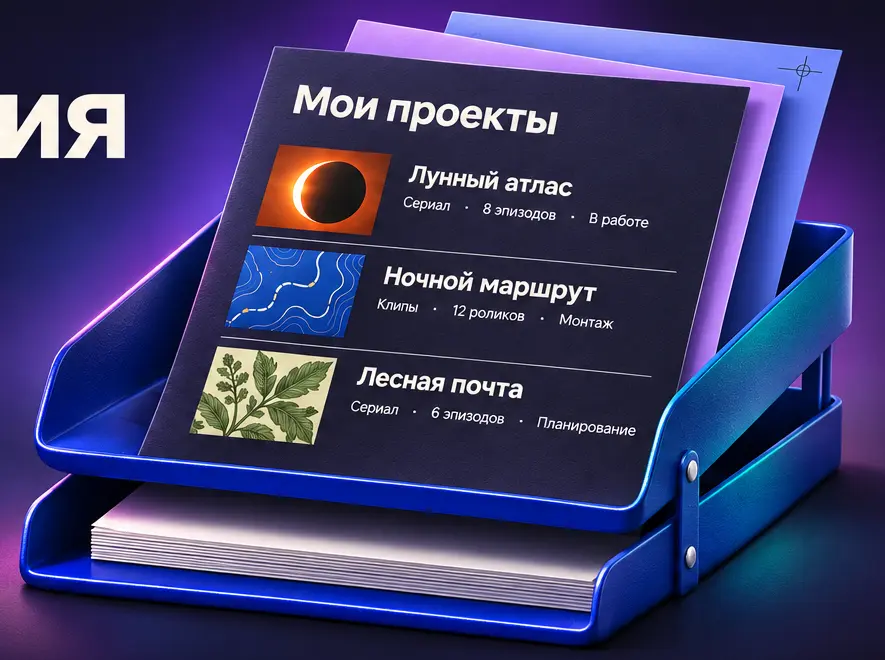 ия
Мои проекты
Лунный атлас
Сериал · 8 эпизодов · В работе
Ночной маршрут
Клипы · 12 роликов · Монтаж
Лесная почта
Сериал · 6 эпизодов · Планирование